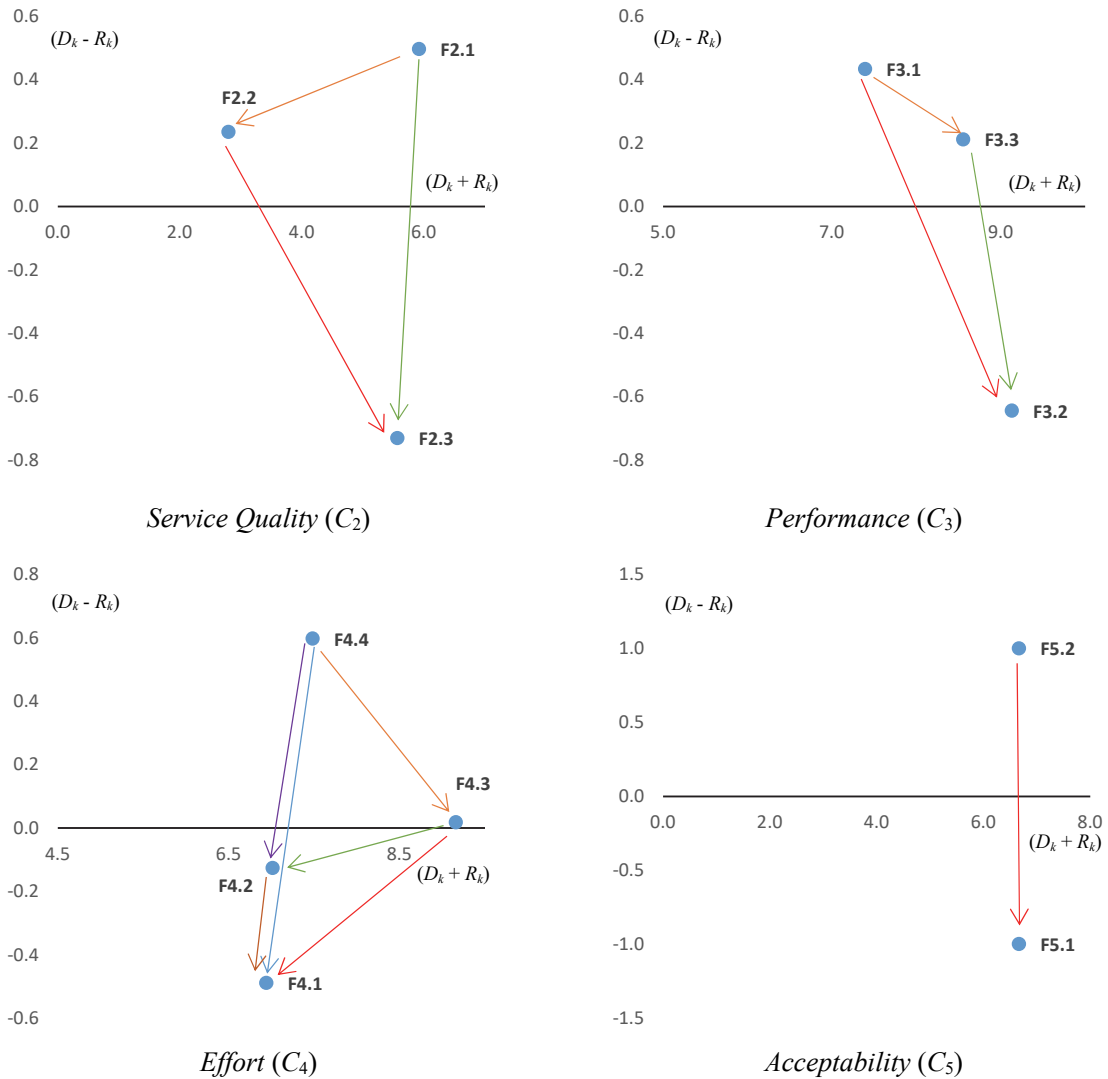 0.6
(Dk - Rk)
F2.1
0.4
F2.2
0.2
(Dk + Rk)
0.0
0.0 2.0 4.0 6.0
-0.2
-0.4
-0.6
F2.3
-0.8
Service Quality (C2)
0.6
(Dk - Rk)
F3.1
0.4
F3.3
0.2
(Dk + Rk)
0.0
5.0 7.0 9.0
-0.2
-0.4
-0.6
F3.2
-0.8
Performance (C3)
0.8
(Dk - Rk)
0.6
F4.4
0.4
0.2
F4.3
0.0
4.5 6.5 8.5
(Dk + Rk)
F4.2
-0.2
-0.4
F4.1
-0.6
Effort (C4)
1.5
(Dk - Rk)
1.0
F5.2
0.5
0.0
0.0 2.0 4.0 6.0 8.0
(Dk + Rk)
-0.5
-1.0
F5.1
-1.5
Acceptability (C5)